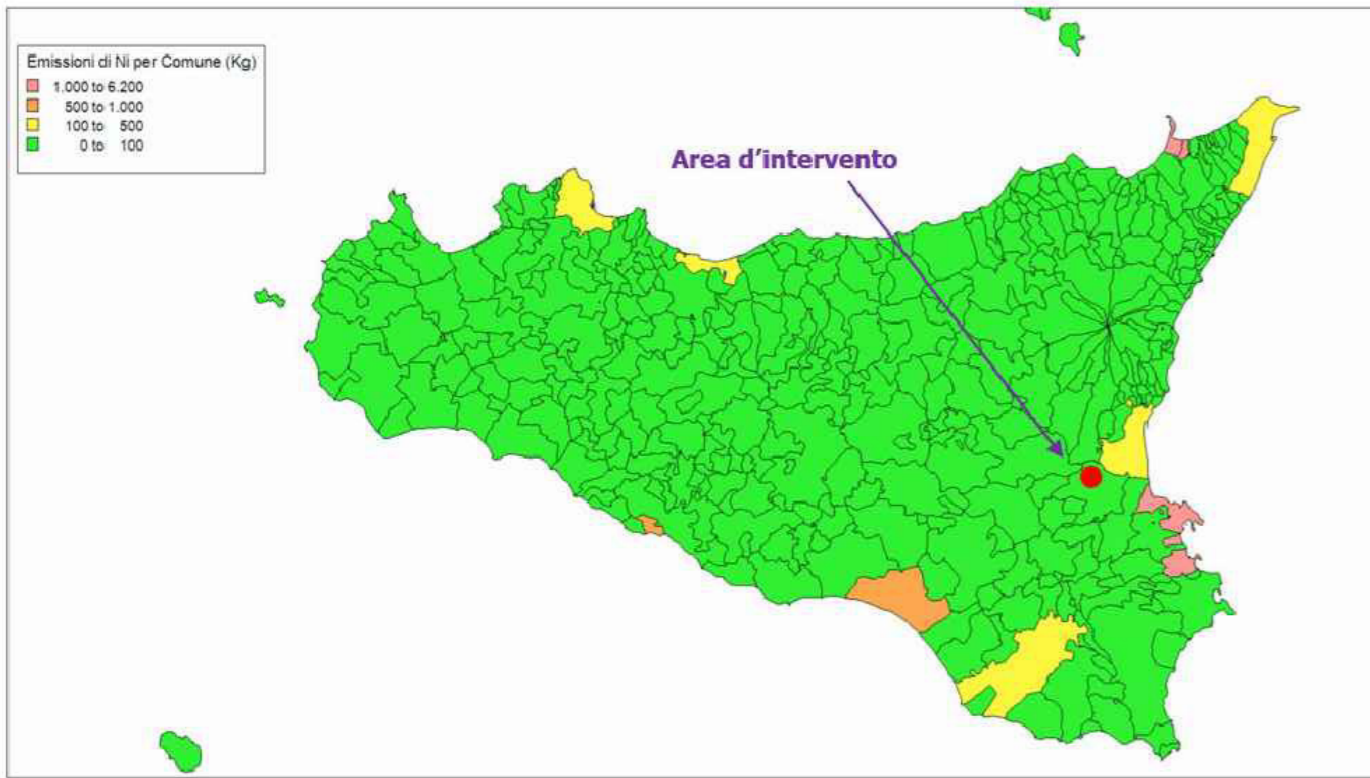 Emissioni di Ni per Comune (Kg)
1.000 to 6.200
500 to 1.000
100 to 500
0 to 100
Area d'intervento